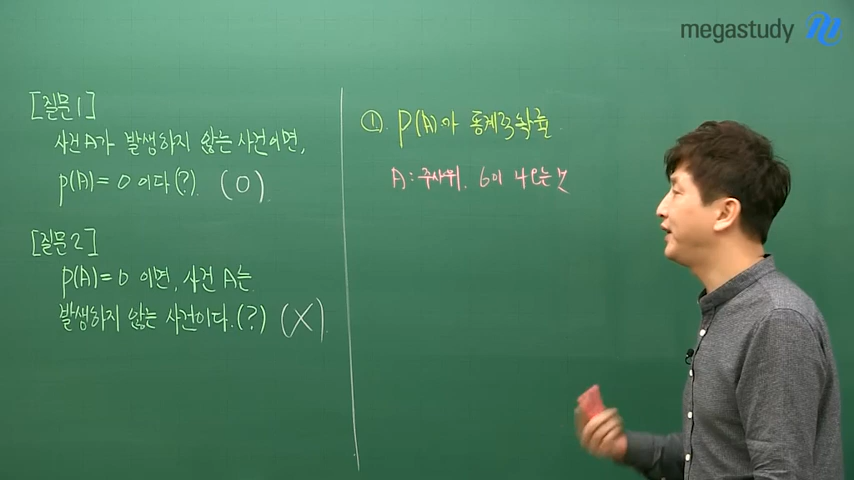 megastudy
[질문1]
사건A가 발생하지 않는 사건이면,
P(A)=0 이다(?). (O).
[질문2]
P(A)=0 이면, 사건 A는
발생하지 않는 사건이다.(?) (X).
①. P(A)가 통계적확률.
A: 주사위. 6이 나오는